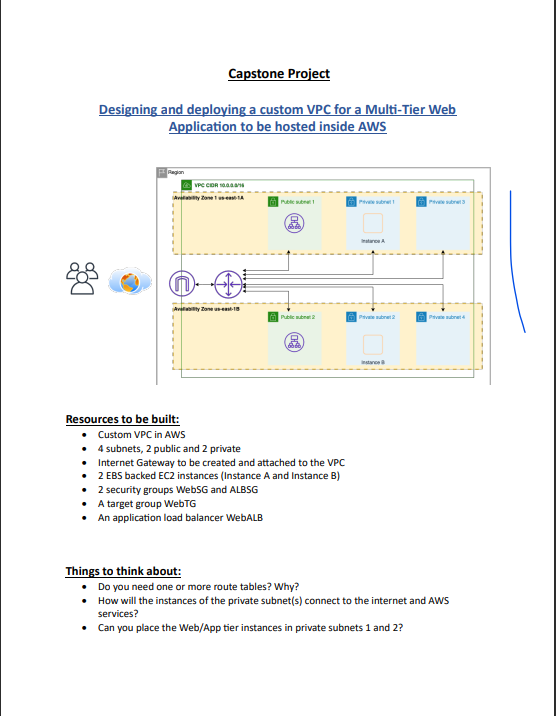 Capstone Project
Designing and deploying a custom VPC for a Multi-Tier Web
Application to be hosted inside AWS
Region
VPC CIDR 10.0.0.0/16
Availability Zone 1 us-east-1A
Public subnet 1
Private subnet 1
Private subnet 3
Instance A
Availability Zone us-east-1B
Public subnet 2
Private subnet 2
Private subnet 4
Instance B
Resources to be built:
• Custom VPC in AWS
• 4 subnets, 2 public and 2 private
• Internet Gateway to be created and attached to the VPC
• 2 EBS backed EC2 instances (Instance A and Instance B)
• 2 security groups WebSG and ALBSG
• A target group WebTG
• An application load balancer WebALB
Things to think about:
• Do you need one or more route tables? Why?
• How will the instances of the private subnet(s) connect to the internet and AWS
services?
• Can you place the Web/App tier instances in private subnets 1 and 2?